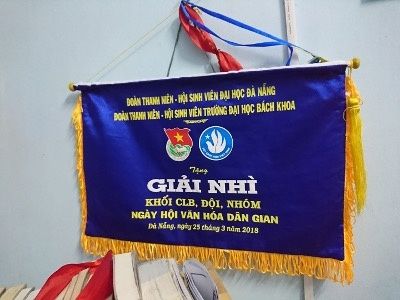 ĐOÀN THANH NIÊN - HỘI SINH VIÊN ĐẠI HỌC ĐÀ NẴNG
ĐOÀN THANH NIÊN - HỘI SINH VIÊN TRƯỜNG ĐẠI HỌC BÁCH KHOA
Tặng
GIẢI NHÌ
KHỐI CLB, ĐỘI, NHÓM
NGÀY HỘI VĂN HÓA DÂN GIAN
Đà Nẵng, ngày 25 tháng 3 năm 2018